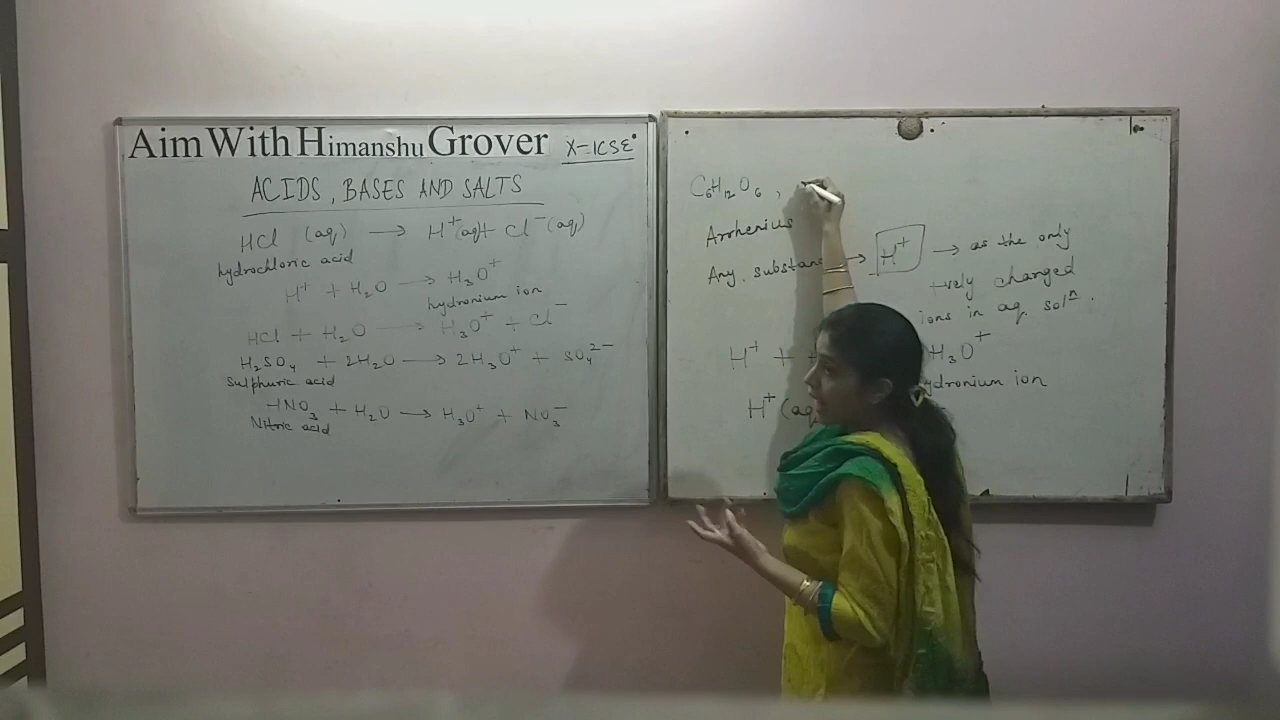 Aim With Himanshu Grover X-ICSE
ACIDS, BASES AND SALTS
HCl (aq) → H⁺(aq) + Cl⁻(aq)
hydrochloric acid
H⁺ + H₂O → H₃O⁺
hydronium ion
HCl + H₂O → H₃O⁺ + Cl⁻
H₂SO₄ + 2H₂O → 2H₃O⁺ + SO₄²⁻
Sulphuric acid
HNO₃ + H₂O → H₃O⁺ + NO₃⁻
Nitric acid
C₆H₁₂O₆ ,
Arrhenius
Any substanc → H⁺ → as the only
+vely charged
ions in aq. solⁿ.
H⁺ + H₃O⁺
ydronium ion
H⁺ (aq